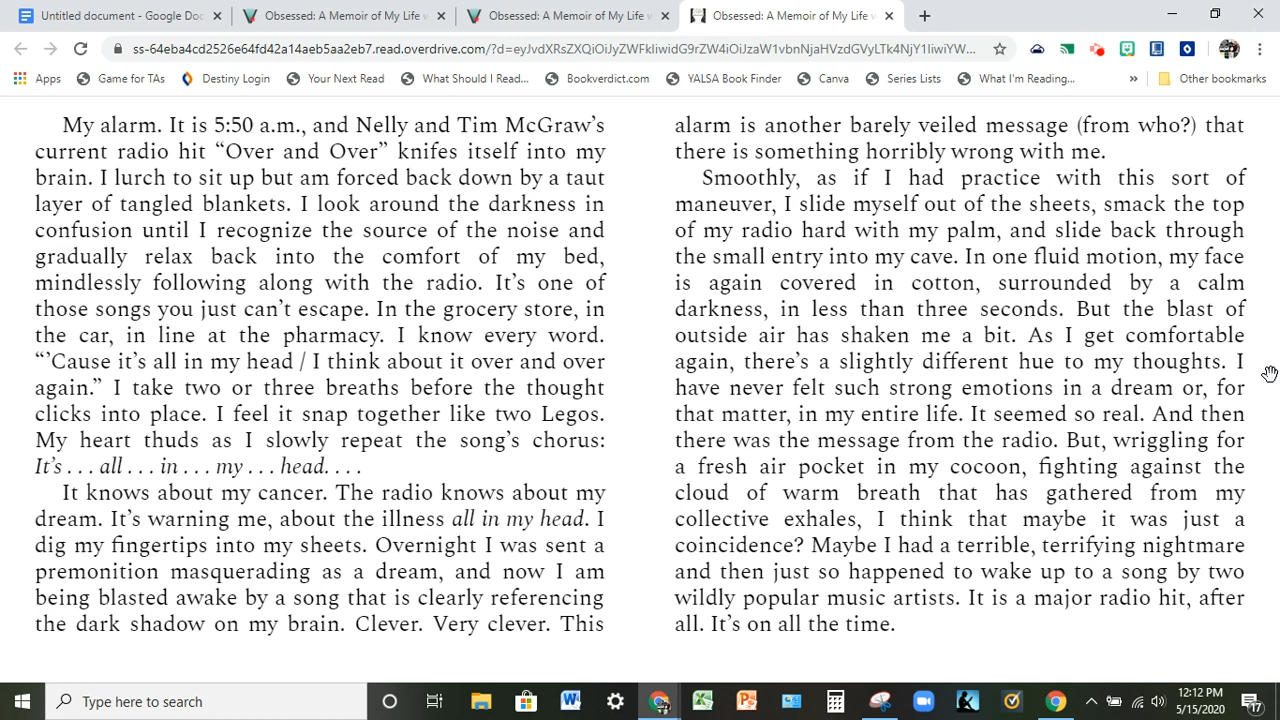 Untitled document - Google Doc
Obsessed: A Memoir of My Life w
Obsessed: A Memoir of My Life w
Obsessed: A Memoir of My Life w
ss-64eba4cd2526e64fd42a14aeb5aa2eb7.read.overdrive.com/?d=eyJvdXRsZXQiOiJyZWFkIiwidG9rZW4iOiJzaW1vbnNjaHVzdGVyLTk4NjY1IiwiYW...
Apps
Game for TAs
Destiny Login
Your Next Read
What Should I Read...
Bookverdict.com
YALSA Book Finder
Canva
Series Lists
What I'm Reading...
»
Other bookmarks
My alarm. It is 5:50 a.m., and Nelly and Tim McGraw’s
current radio hit “Over and Over” knifes itself into my
brain. I lurch to sit up but am forced back down by a taut
layer of tangled blankets. I look around the darkness in
confusion until I recognize the source of the noise and
gradually relax back into the comfort of my bed,
mindlessly following along with the radio. It’s one of
those songs you just can’t escape. In the grocery store, in
the car, in line at the pharmacy. I know every word.
“’Cause it’s all in my head / I think about it over and over
again.” I take two or three breaths before the thought
clicks into place. I feel it snap together like two Legos.
My heart thuds as I slowly repeat the song’s chorus:
It’s . . . all . . . in . . . my . . . head. . . .
It knows about my cancer. The radio knows about my
dream. It’s warning me, about the illness all in my head. I
dig my fingertips into my sheets. Overnight I was sent a
premonition masquerading as a dream, and now I am
being blasted awake by a song that is clearly referencing
the dark shadow on my brain. Clever. Very clever. This
alarm is another barely veiled message (from who?) that
there is something horribly wrong with me.
Smoothly, as if I had practice with this sort of
maneuver, I slide myself out of the sheets, smack the top
of my radio hard with my palm, and slide back through
the small entry into my cave. In one fluid motion, my face
is again covered in cotton, surrounded by a calm
darkness, in less than three seconds. But the blast of
outside air has shaken me a bit. As I get comfortable
again, there’s a slightly different hue to my thoughts. I
have never felt such strong emotions in a dream or, for
that matter, in my entire life. It seemed so real. And then
there was the message from the radio. But, wriggling for
a fresh air pocket in my cocoon, fighting against the
cloud of warm breath that has gathered from my
collective exhales, I think that maybe it was just a
coincidence? Maybe I had a terrible, terrifying nightmare
and then just so happened to wake up to a song by two
wildly popular music artists. It is a major radio hit, after
all. It’s on all the time.
Type here to search
12:12 PM
5/15/2020
17